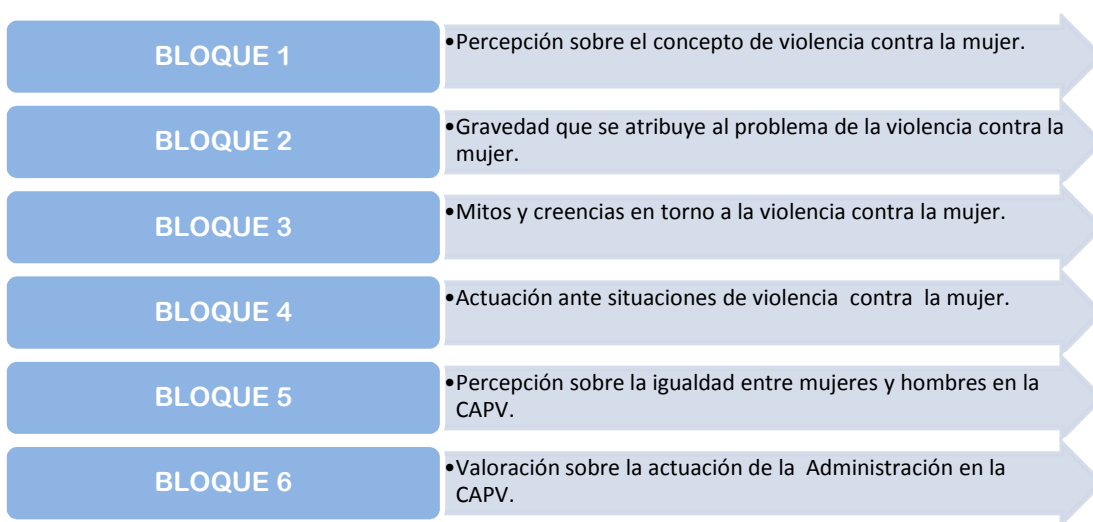 BLOQUE 1
•Percepción sobre el concepto de violencia contra la mujer.
BLOQUE 2
•Gravedad que se atribuye al problema de la violencia contra la
mujer.
BLOQUE 3
•Mitos y creencias en torno a la violencia contra la mujer.
BLOQUE 4
•Actuación ante situaciones de violencia contra la mujer.
BLOQUE 5
•Percepción sobre la igualdad entre mujeres y hombres en la
CAPV.
BLOQUE 6
•Valoración sobre la actuación de la Administración en la
CAPV.